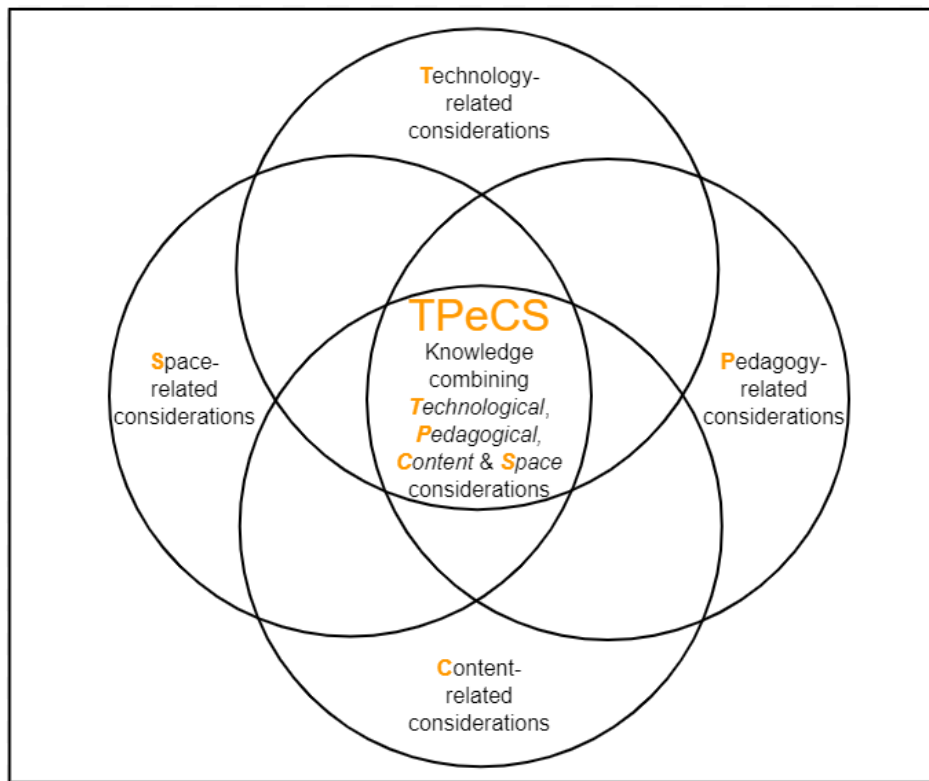 Technology-
related
considerations
Space-
related
considerations
TPeCS
Knowledge
combining
Technological,
Pedagogical,
Content & Space
considerations
Pedagogy-
related
considerations
Content-
related
considerations